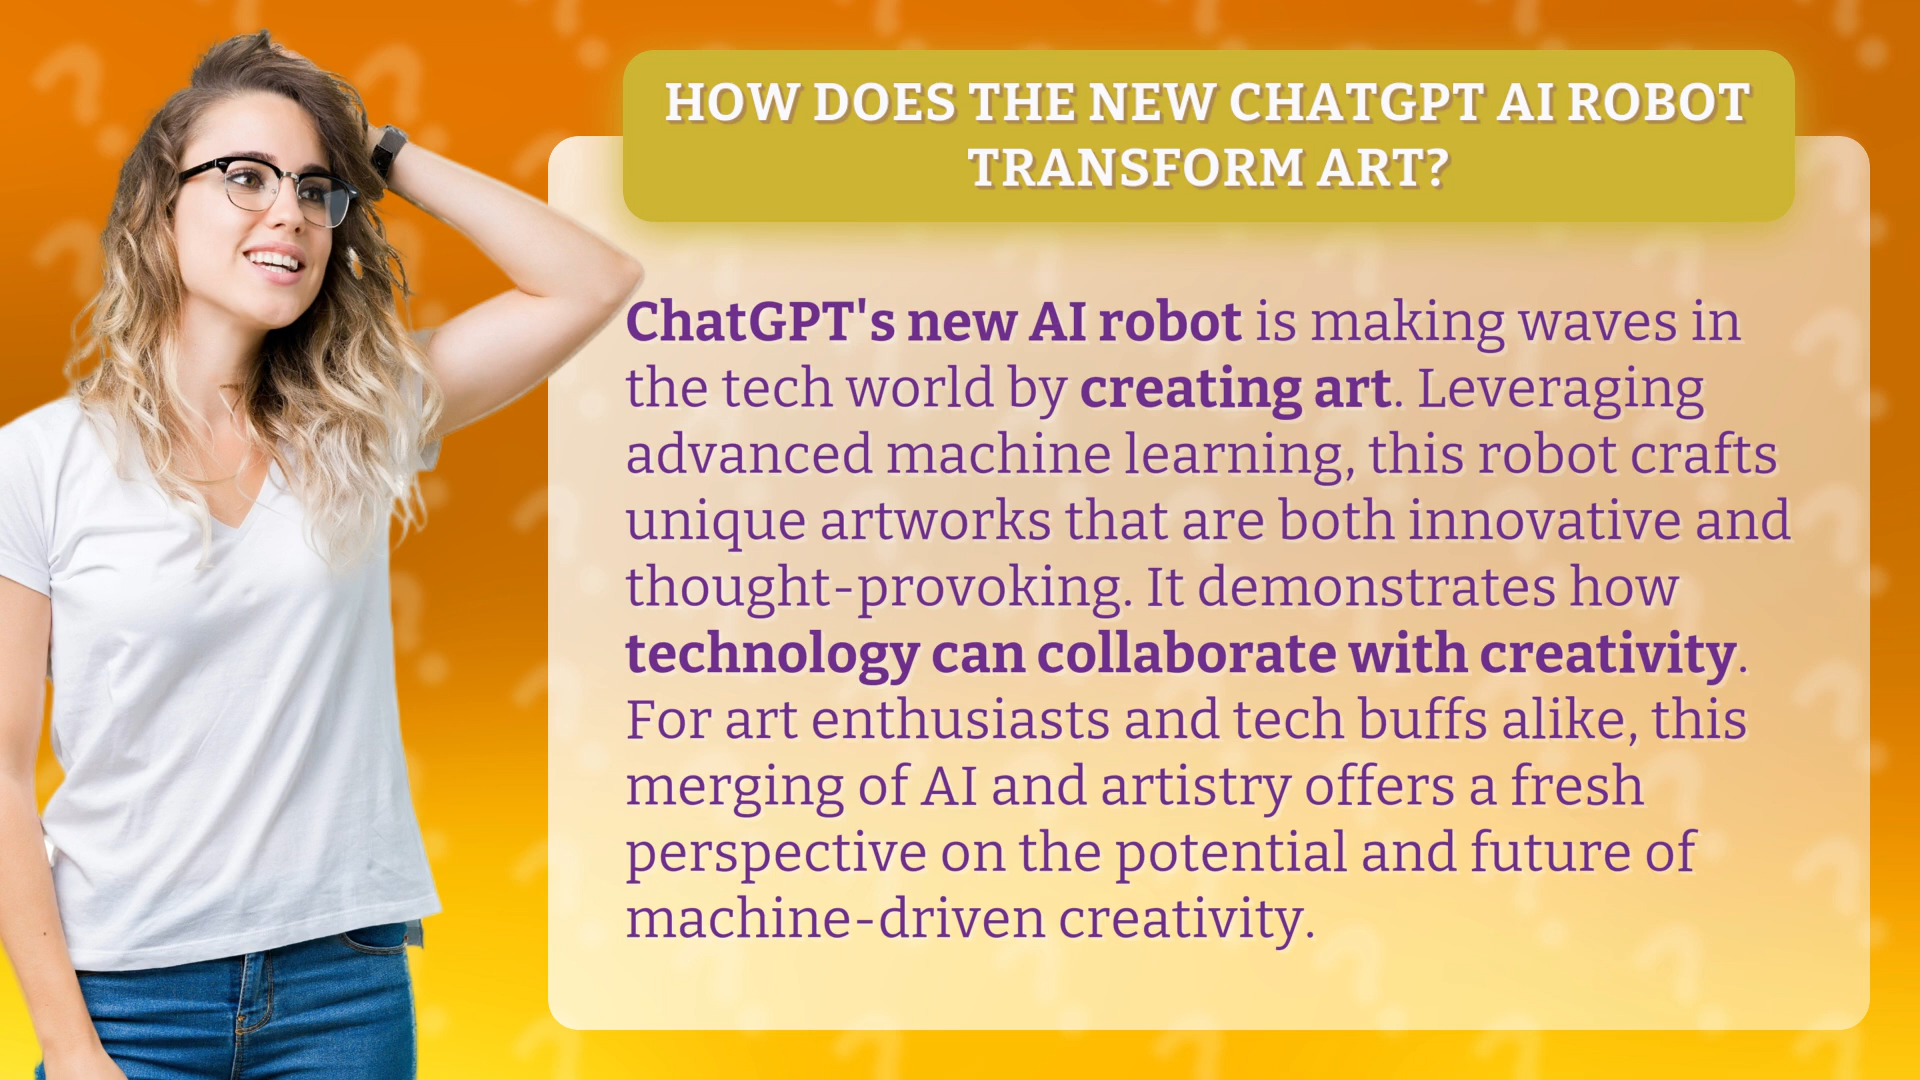 HOW DOES THE NEW CHATGPT AI ROBOT
TRANSFORM ART?
ChatGPT's new AI robot is making waves in
the tech world by creating art. Leveraging
advanced machine learning, this robot crafts
unique artworks that are both innovative and
thought-provoking. It demonstrates how
technology can collaborate with creativity.
For art enthusiasts and tech buffs alike, this
merging of AI and artistry offers a fresh
perspective on the potential and future of
machine-driven creativity.